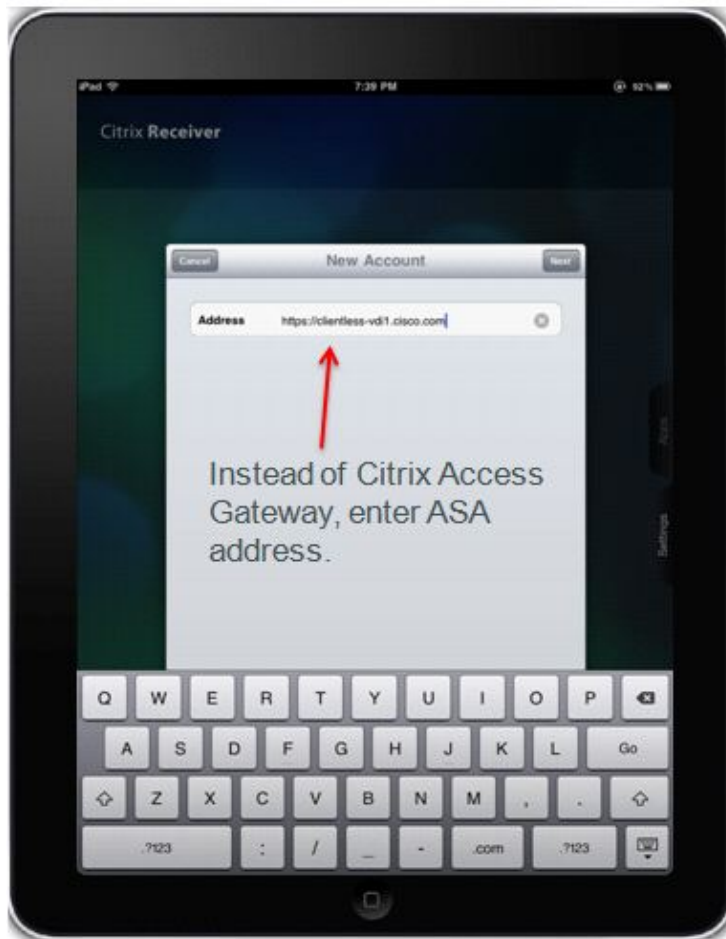 iPad 7:39 PM 92%
Citrix Receiver
Cancel New Account Next
Address https://clientless-vdi1.cisco.com
Instead of Citrix Access
Gateway, enter ASA
address.
Apps
Settings
Q W E R T Y U I O P
A S D F G H J K L Go
Z X C V B N M , .
.?123 : / _ - .com .?123